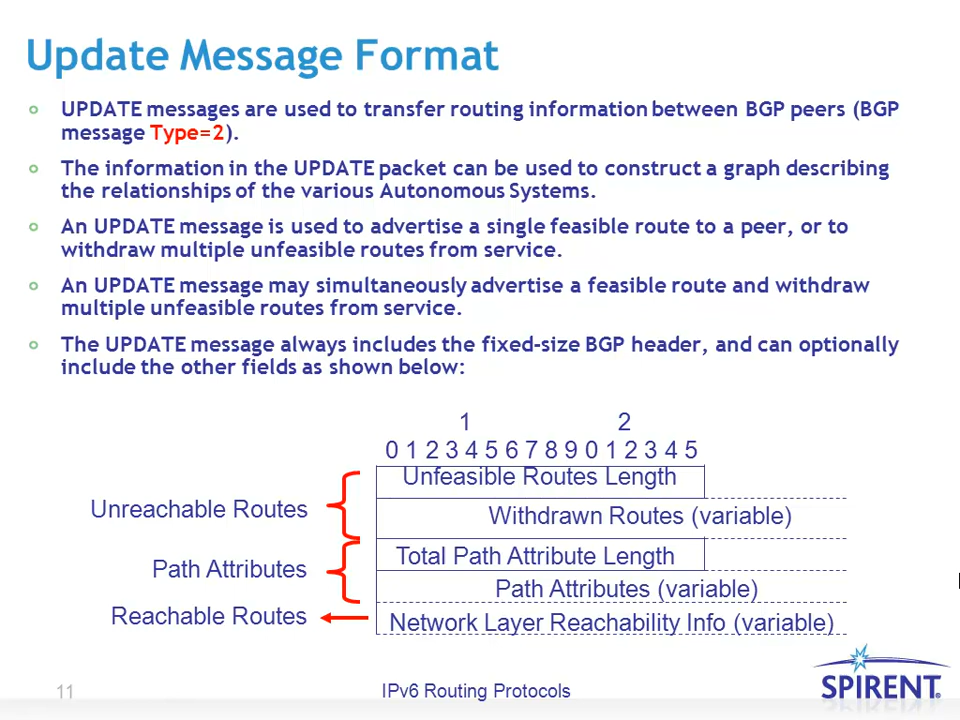 Update Message Format
UPDATE messages are used to transfer routing information between BGP peers (BGP
message Type=2).
The information in the UPDATE packet can be used to construct a graph describing
the relationships of the various Autonomous Systems.
An UPDATE message is used to advertise a single feasible route to a peer, or to
withdraw multiple unfeasible routes from service.
An UPDATE message may simultaneously advertise a feasible route and withdraw
multiple unfeasible routes from service.
The UPDATE message always includes the fixed-size BGP header, and can optionally
include the other fields as shown below:
1 2
0 1 2 3 4 5 6 7 8 9 0 1 2 3 4 5
Unfeasible Routes Length
Unreachable Routes
Withdrawn Routes (variable)
Total Path Attribute Length
Path Attributes
Path Attributes (variable)
Reachable Routes
Network Layer Reachability Info (variable)
11
IPv6 Routing Protocols
SPIRENT®